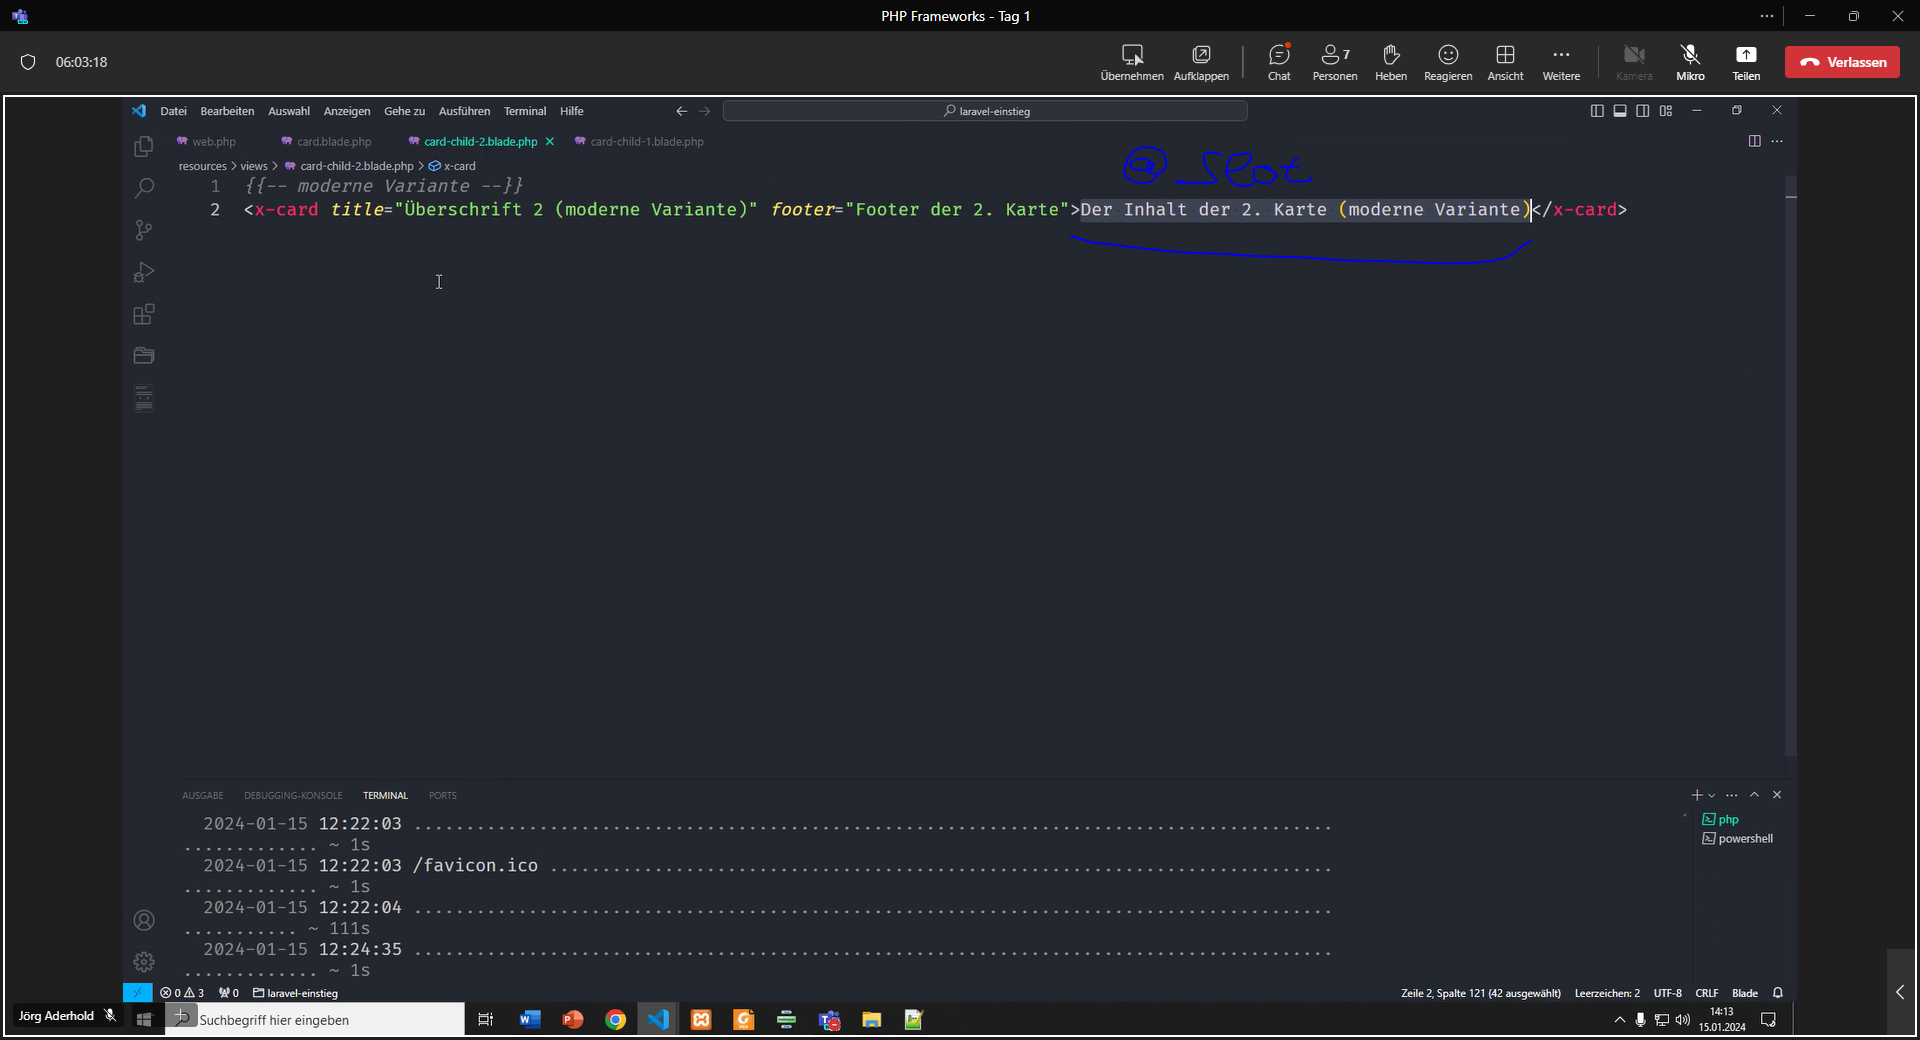 PHP Frameworks - Tag 1
06:03:18
Übernehmen Aufklappen Chat 7 Personen Heben Reagieren Ansicht Weitere Kamera Mikro Teilen Verlassen
Datei Bearbeiten Auswahl Anzeigen Gehe zu Ausführen Terminal Hilfe laravel-einstieg
web.php card.blade.php card-child-2.blade.php card-child-1.blade.php
resources > views > card-child-2.blade.php > x-card
@_slot
1 {{-- moderne Variante --}}
2 <x-card title="Überschrift 2 (moderne Variante)" footer="Footer der 2. Karte">Der Inhalt der 2. Karte (moderne Variante)</x-card>
AUSGABE DEBUGGING-KONSOLE TERMINAL PORTS
2024-01-15 12:22:03 ........................................................................................
............. ~ 1s
2024-01-15 12:22:03 /favicon.ico ...........................................................................
............. ~ 1s
2024-01-15 12:22:04 ........................................................................................
........... ~ 111s
2024-01-15 12:24:35 ........................................................................................
............. ~ 1s
php
powershell
0 3 0 laravel-einstieg Zeile 2, Spalte 121 (42 ausgewählt) Leerzeichen: 2 UTF-8 CRLF Blade
Jörg Aderhold Suchbegriff hier eingeben
14:13
15.01.2024